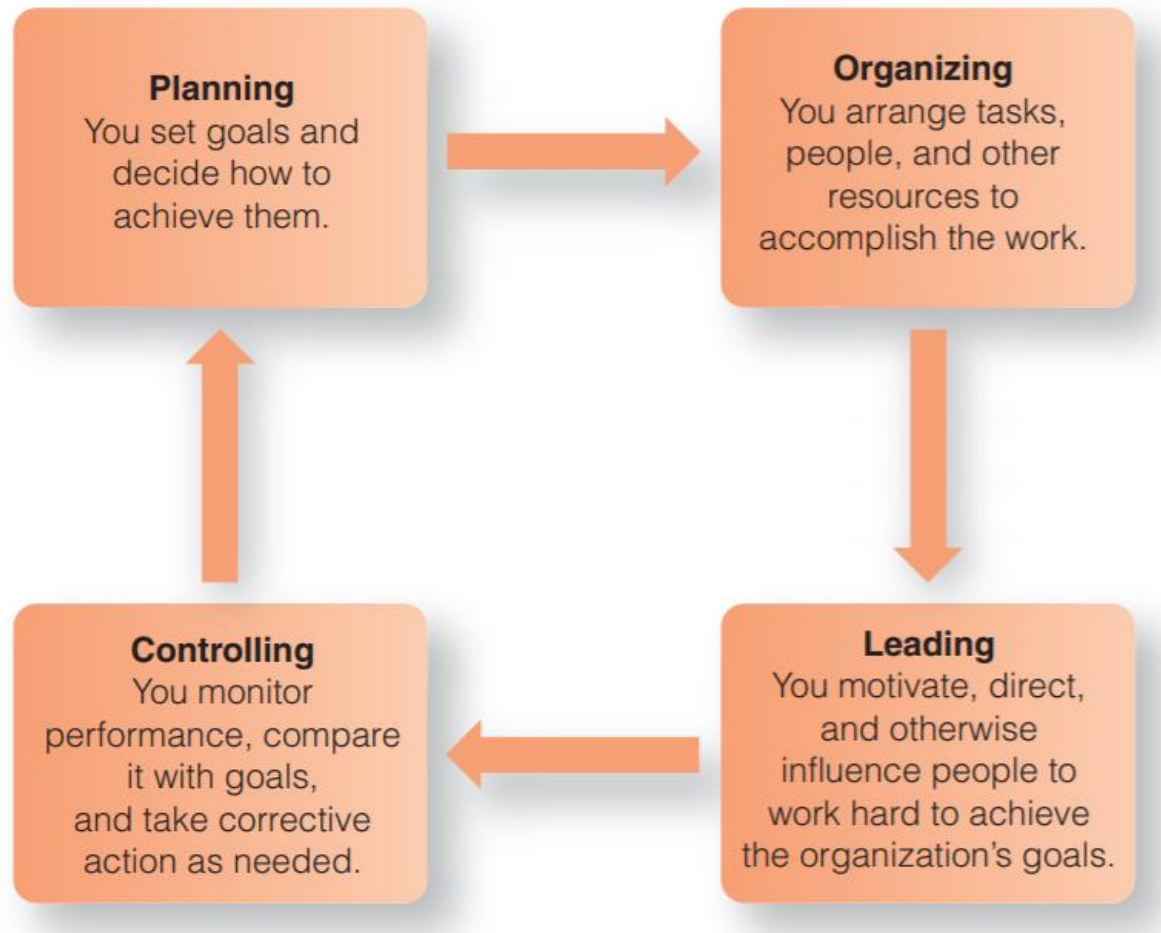 Planning
You set goals and
decide how to
achieve them.
Organizing
You arrange tasks,
people, and other
resources to
accomplish the work.
Controlling
You monitor
performance, compare
it with goals,
and take corrective
action as needed.
Leading
You motivate, direct,
and otherwise
influence people to
work hard to achieve
the organization’s goals.